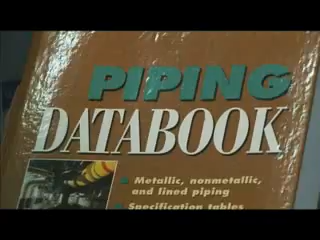 PIPING
DATABOOK
Metallic, nonmetallic,
and lined piping
Specification tables